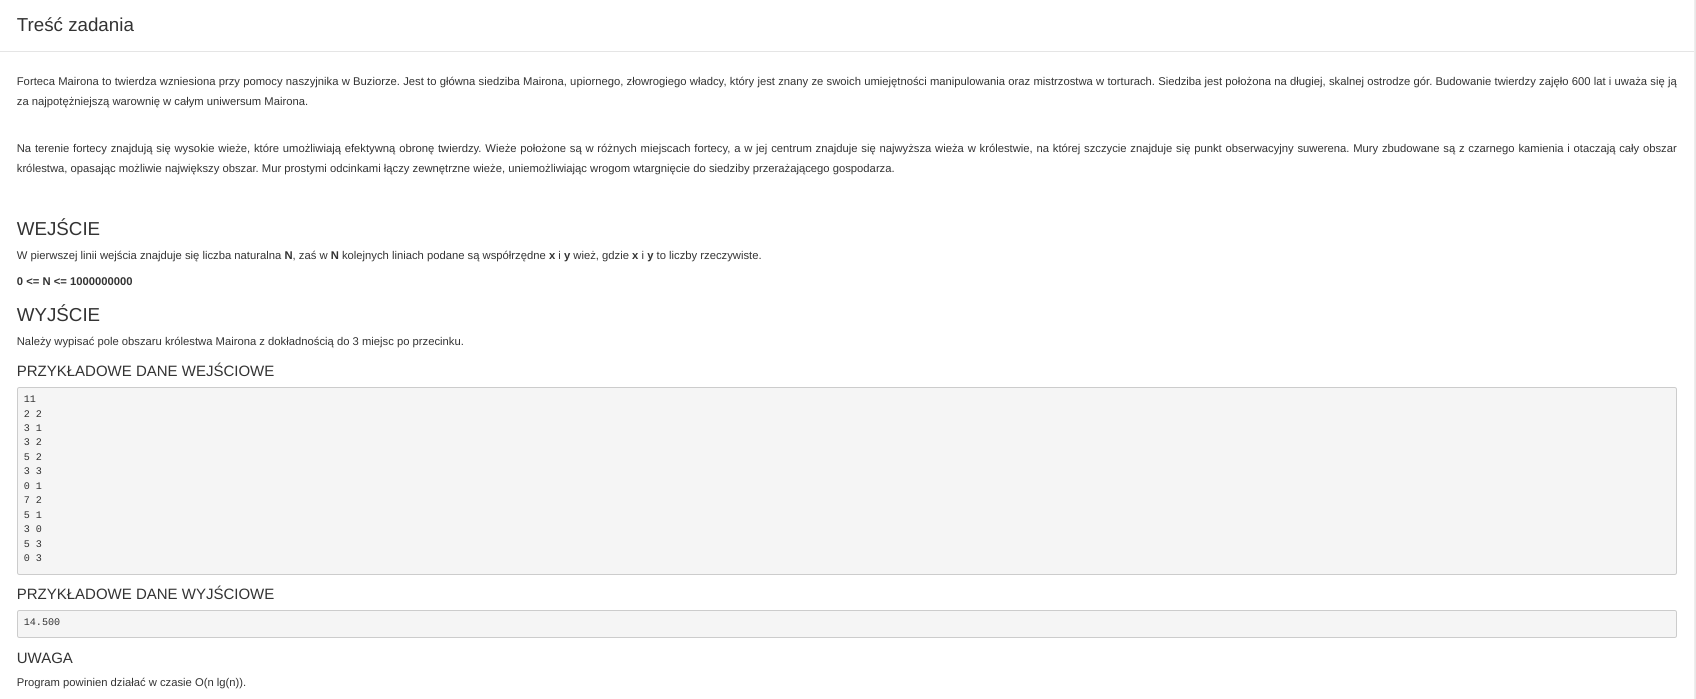 Treść zadania
Forteca Mairona to twierdza wzniesiona przy pomocy naszyjnika w Buziorze. Jest to główna siedziba Mairona, upiornego, złowrogiego władcy, który jest znany ze swoich umiejętności manipulowania oraz mistrzostwa w torturach. Siedziba jest położona na długiej, skalnej ostrodze gór. Budowanie twierdzy zajęło 600 lat i uważa się ją
za najpotężniejszą warownię w całym uniwersum Mairona.
Na terenie fortecy znajdują się wysokie wieże, które umożliwiają efektywną obronę twierdzy. Wieże położone są w różnych miejscach fortecy, a w jej centrum znajduje się najwyższa wieża w królestwie, na której szczycie znajduje się punkt obserwacyjny suwerena. Mury zbudowane są z czarnego kamienia i otaczają cały obszar
królestwa, opasając możliwie największy obszar. Mur prostymi odcinkami łączy zewnętrzne wieże, uniemożliwiając wrogom wtargnięcie do siedziby przerażającego gospodarza.
WEJŚCIE
W pierwszej linii wejścia znajduje się liczba naturalna N, zaś w N kolejnych liniach podane są współrzędne x i y wież, gdzie x i y to liczby rzeczywiste.
0 <= N <= 1000000000
WYJŚCIE
Należy wypisać pole obszaru królestwa Mairona z dokładnością do 3 miejsc po przecinku.
PRZYKŁADOWE DANE WEJŚCIOWE
11
2 2
3 1
3 2
5 2
3 3
0 1
7 2
5 1
3 0
5 3
0 3
PRZYKŁADOWE DANE WYJŚCIOWE
14.500
UWAGA
Program powinien działać w czasie O(n lg(n)).